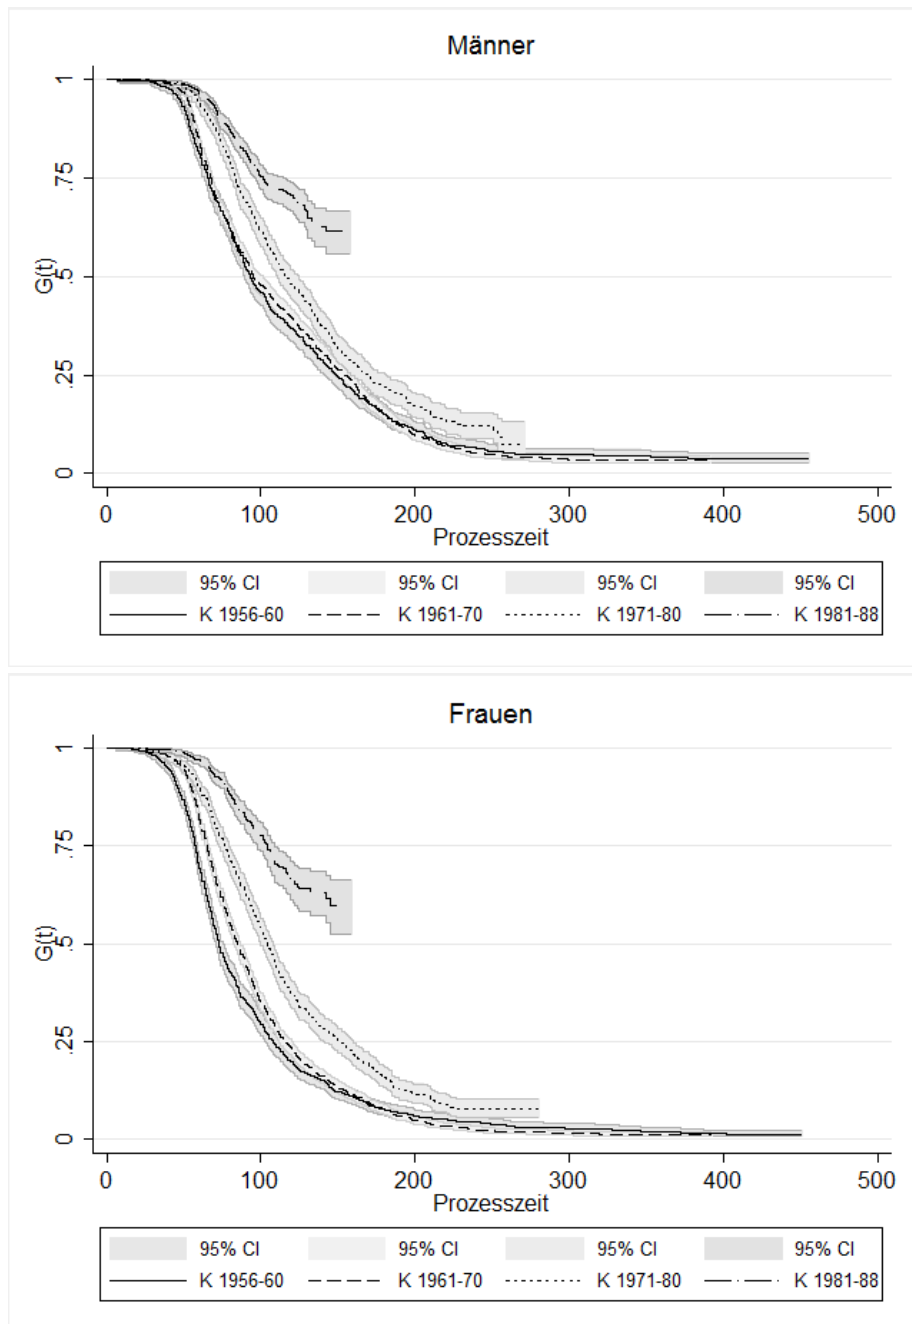 Männer
1
.75
.5
.25
0
G(t)
0 100 200 300 400 500
Prozesszeit
95% CI 95% CI 95% CI 95% CI
K 1956-60 K 1961-70 K 1971-80 K 1981-88
Frauen
1
.75
.5
.25
0
G(t)
0 100 200 300 400 500
Prozesszeit
95% CI 95% CI 95% CI 95% CI
K 1956-60 K 1961-70 K 1971-80 K 1981-88